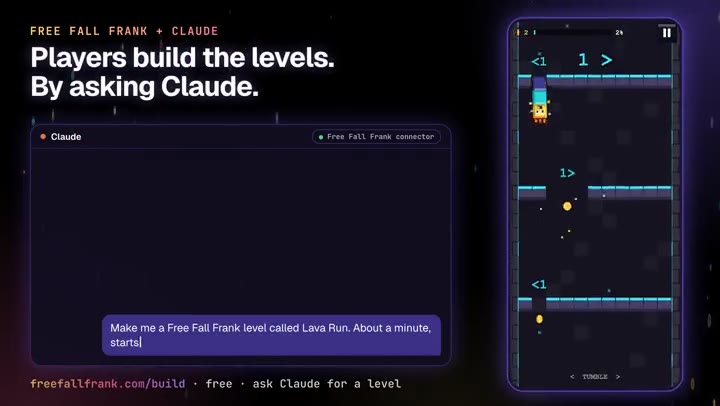 FREE FALL FRANK + CLAUDE
Players build the levels.
By asking Claude.
Claude
Free Fall Frank connector
Make me a Free Fall Frank level called Lava Run. About a minute,
starts
freefallfrank.com/build · free · ask Claude for a level
2
2%
<1
1 >
1>
<1
< TUMBLE >